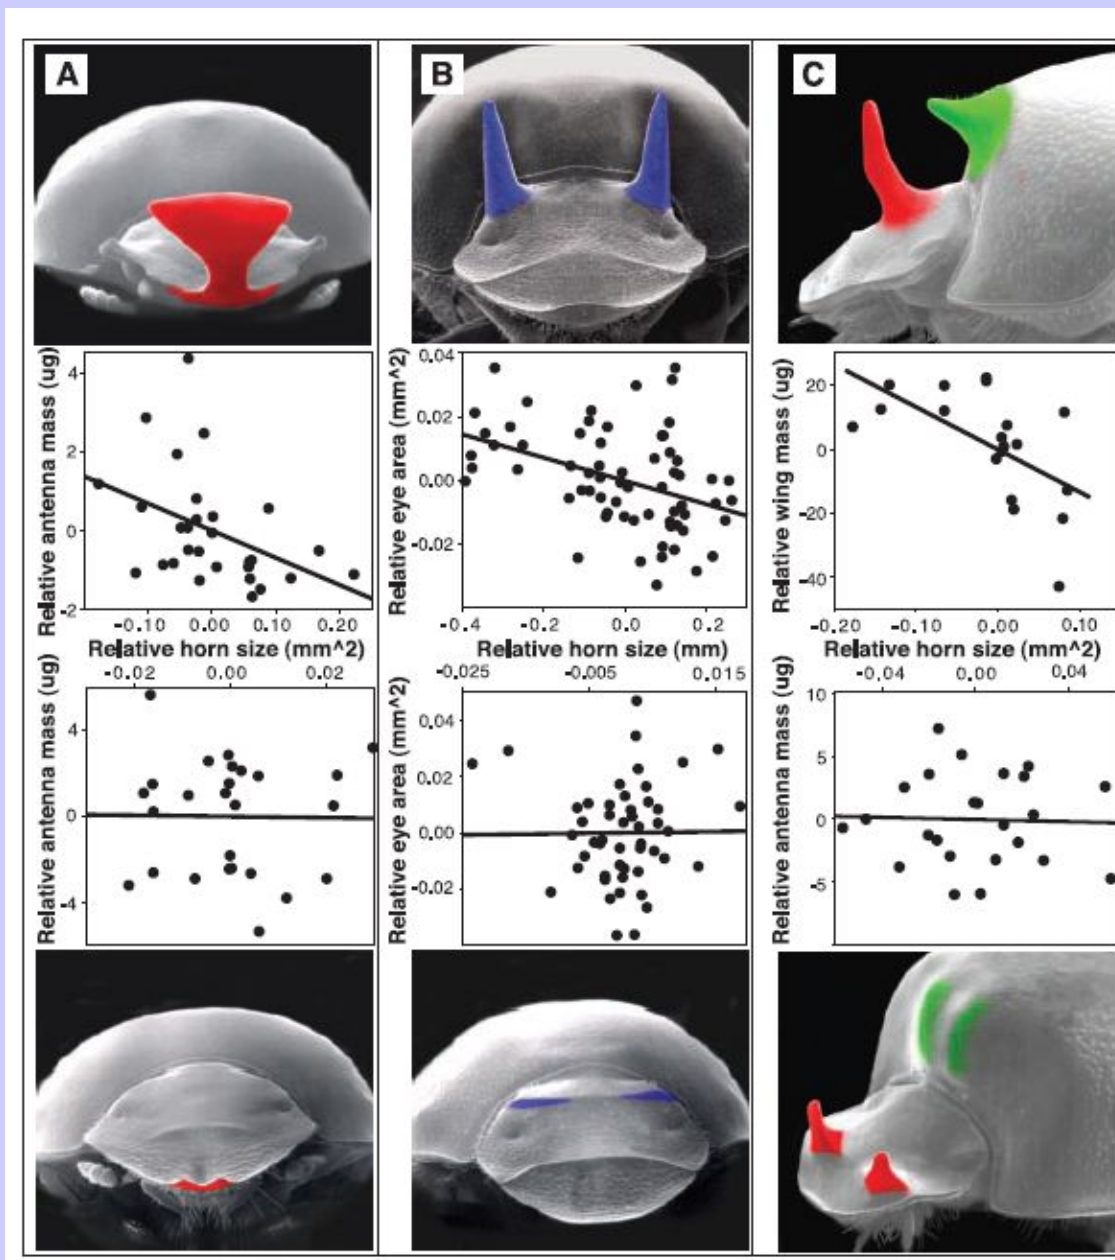 A
B
C
Relative antenna mass (ug)
4
2
0
-2
-0.10 0.00 0.10 0.20
Relative horn size (mm^2)
Relative eye area (mm^2)
0.04
0.02
0.00
-0.02
-0.4 -0.2 0.0 0.2
Relative horn size (mm)
Relative wing mass (ug)
20
0
-20
-40
-0.20 0.00 0.10
Relative horn size (mm^2)
-0.02 0.00 0.02
Relative antenna mass (ug)
4
0
-4
-0.025 -0.005 0.015
Relative eye area (mm^2)
0.04
0.02
0.00
-0.02
-0.04 0.00 0.04
Relative antenna mass (ug)
10
5
0
-5